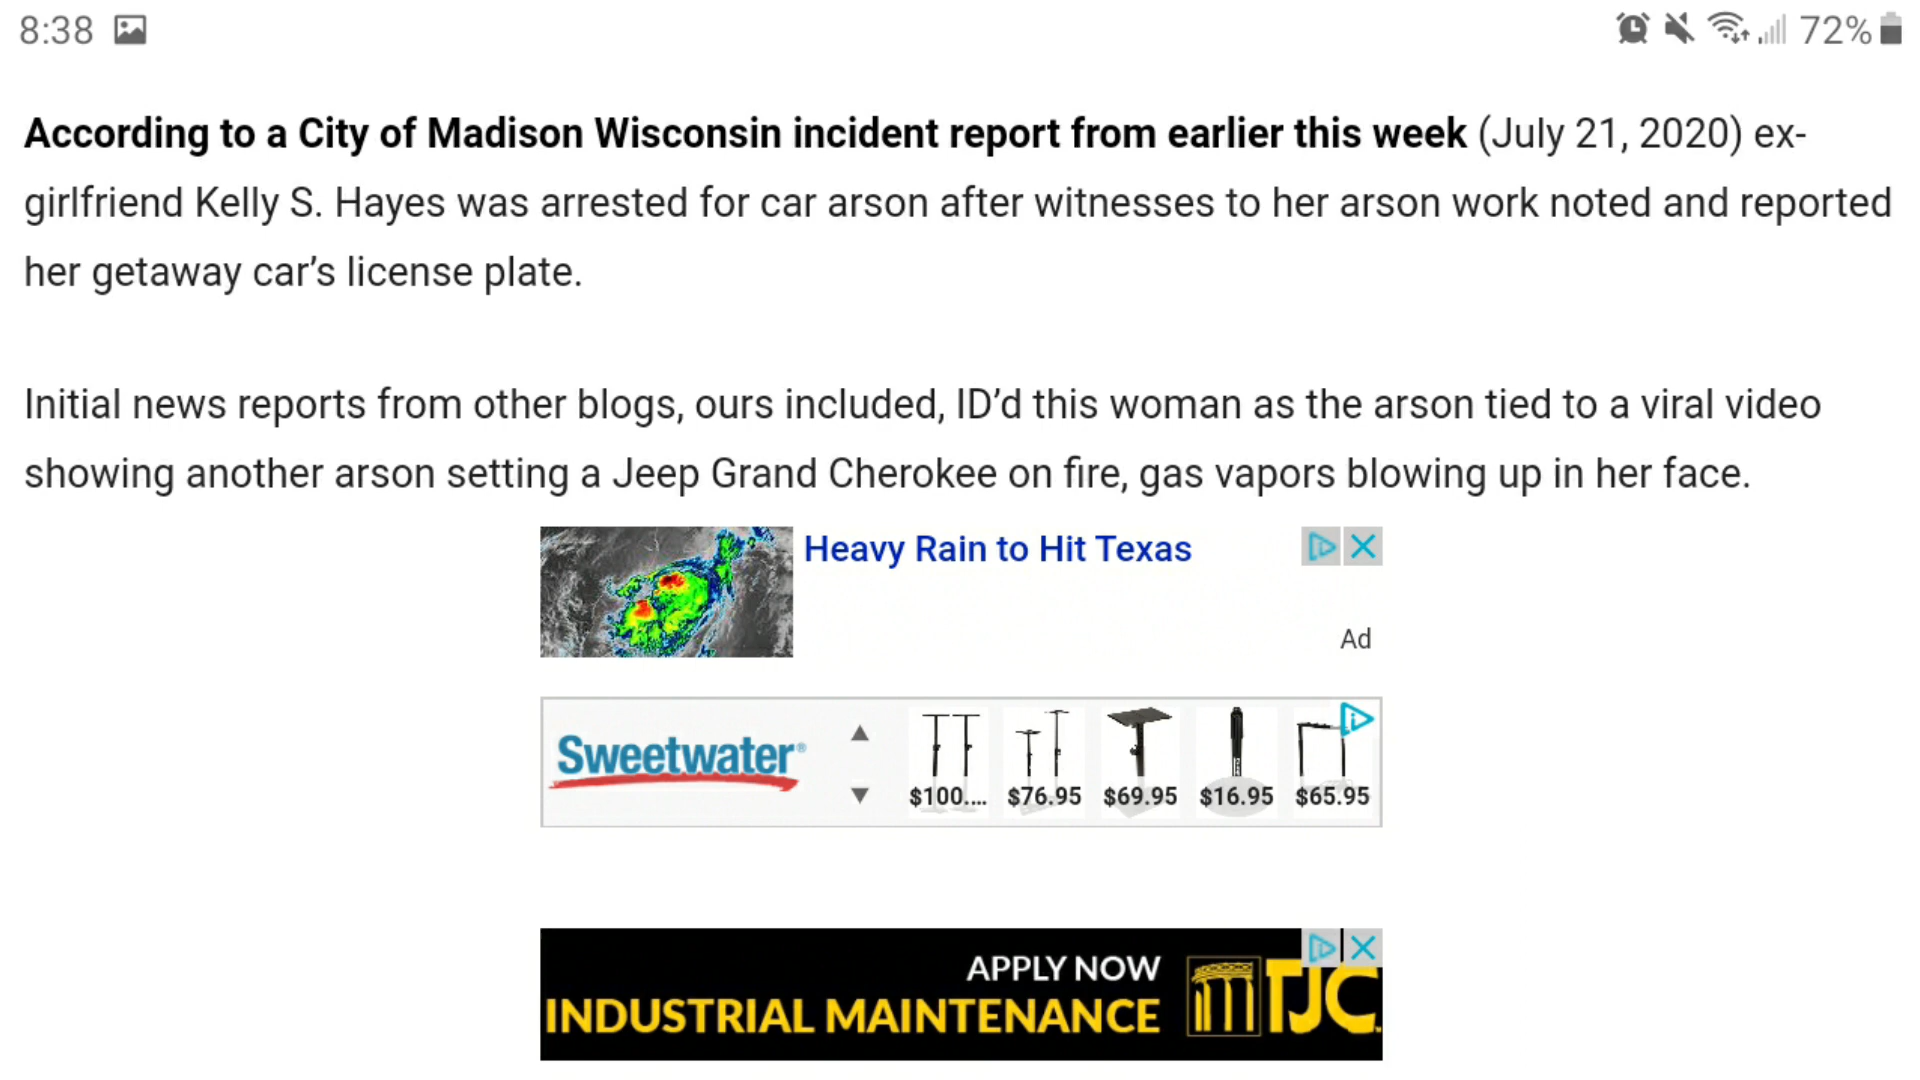 8:38
72%
According to a City of Madison Wisconsin incident report from earlier this week (July 21, 2020) ex-
girlfriend Kelly S. Hayes was arrested for car arson after witnesses to her arson work noted and reported
her getaway car’s license plate.
Initial news reports from other blogs, ours included, ID’d this woman as the arson tied to a viral video
showing another arson setting a Jeep Grand Cherokee on fire, gas vapors blowing up in her face.
Heavy Rain to Hit Texas
Ad
Sweetwater®
$100.... $76.95 $69.95 $16.95 $65.95
APPLY NOW
INDUSTRIAL MAINTENANCE
TJC